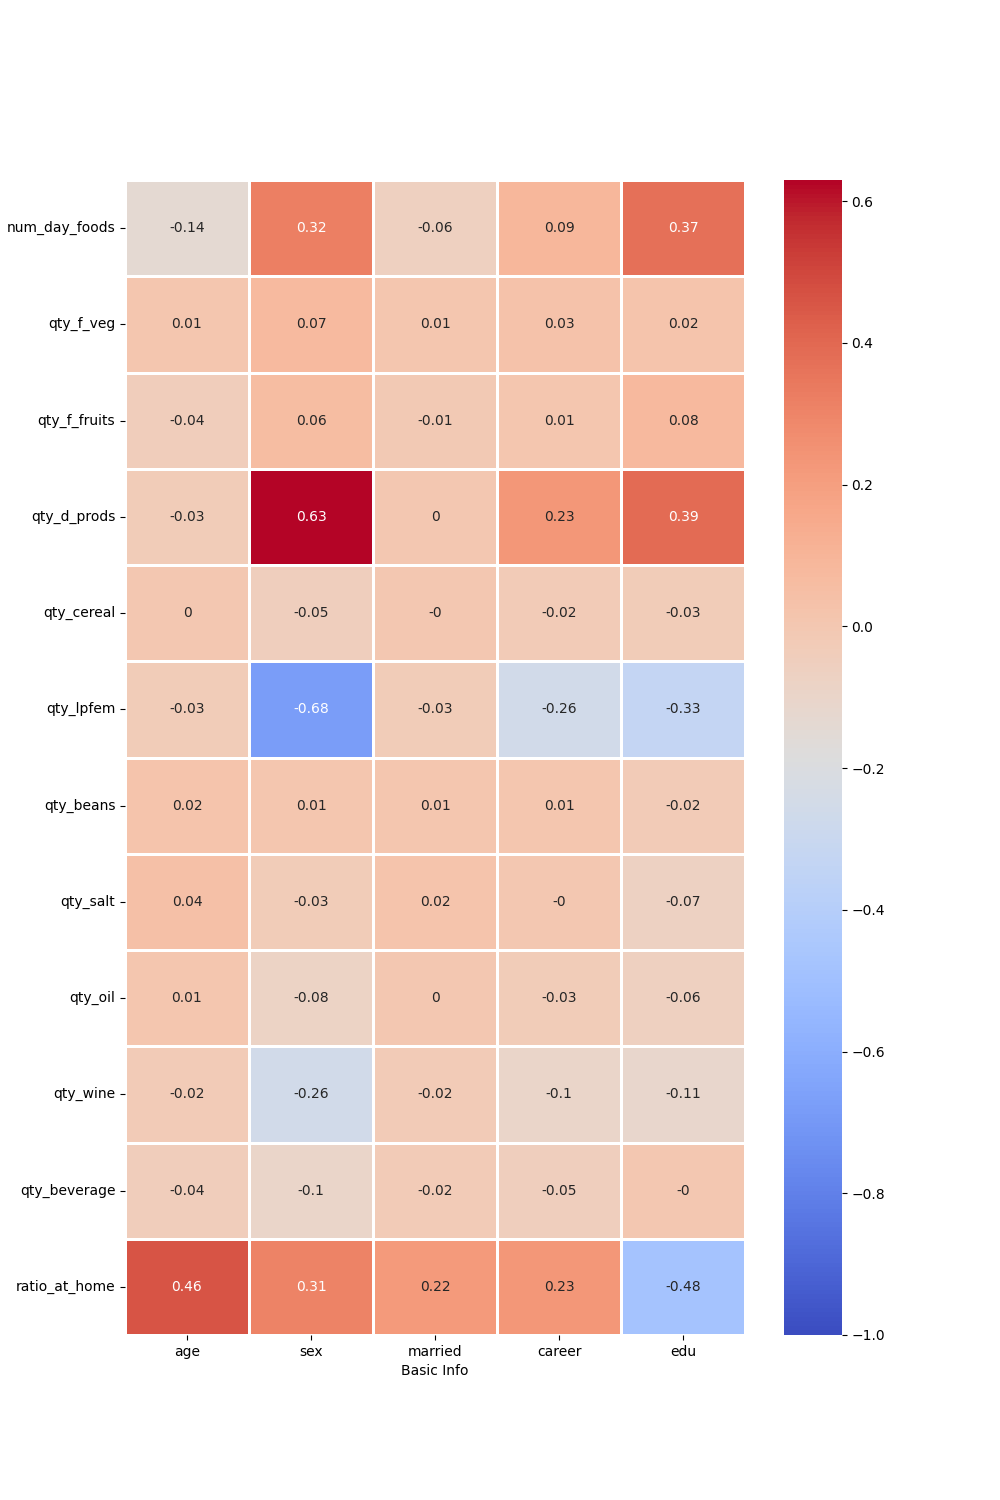 num_day_foods -0.14 0.32 -0.06 0.09 0.37
qty_f_veg 0.01 0.07 0.01 0.03 0.02
qty_f_fruits -0.04 0.06 -0.01 0.01 0.08
qty_d_prods -0.03 0.63 0 0.23 0.39
qty_cereal 0 -0.05 -0 -0.02 -0.03
qty_lpfem -0.03 -0.68 -0.03 -0.26 -0.33
qty_beans 0.02 0.01 0.01 0.01 -0.02
qty_salt 0.04 -0.03 0.02 -0 -0.07
qty_oil 0.01 -0.08 0 -0.03 -0.06
qty_wine -0.02 -0.26 -0.02 -0.1 -0.11
qty_beverage -0.04 -0.1 -0.02 -0.05 -0
ratio_at_home 0.46 0.31 0.22 0.23 -0.48
age sex married career edu
Basic Info
0.6
0.4
0.2
0.0
−0.2
−0.4
−0.6
−0.8
−1.0